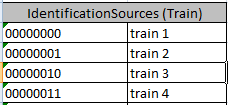 IdentificationSources (Train)
00000000 train 1
00000001 train 2
00000010 train 3
00000011 train 4